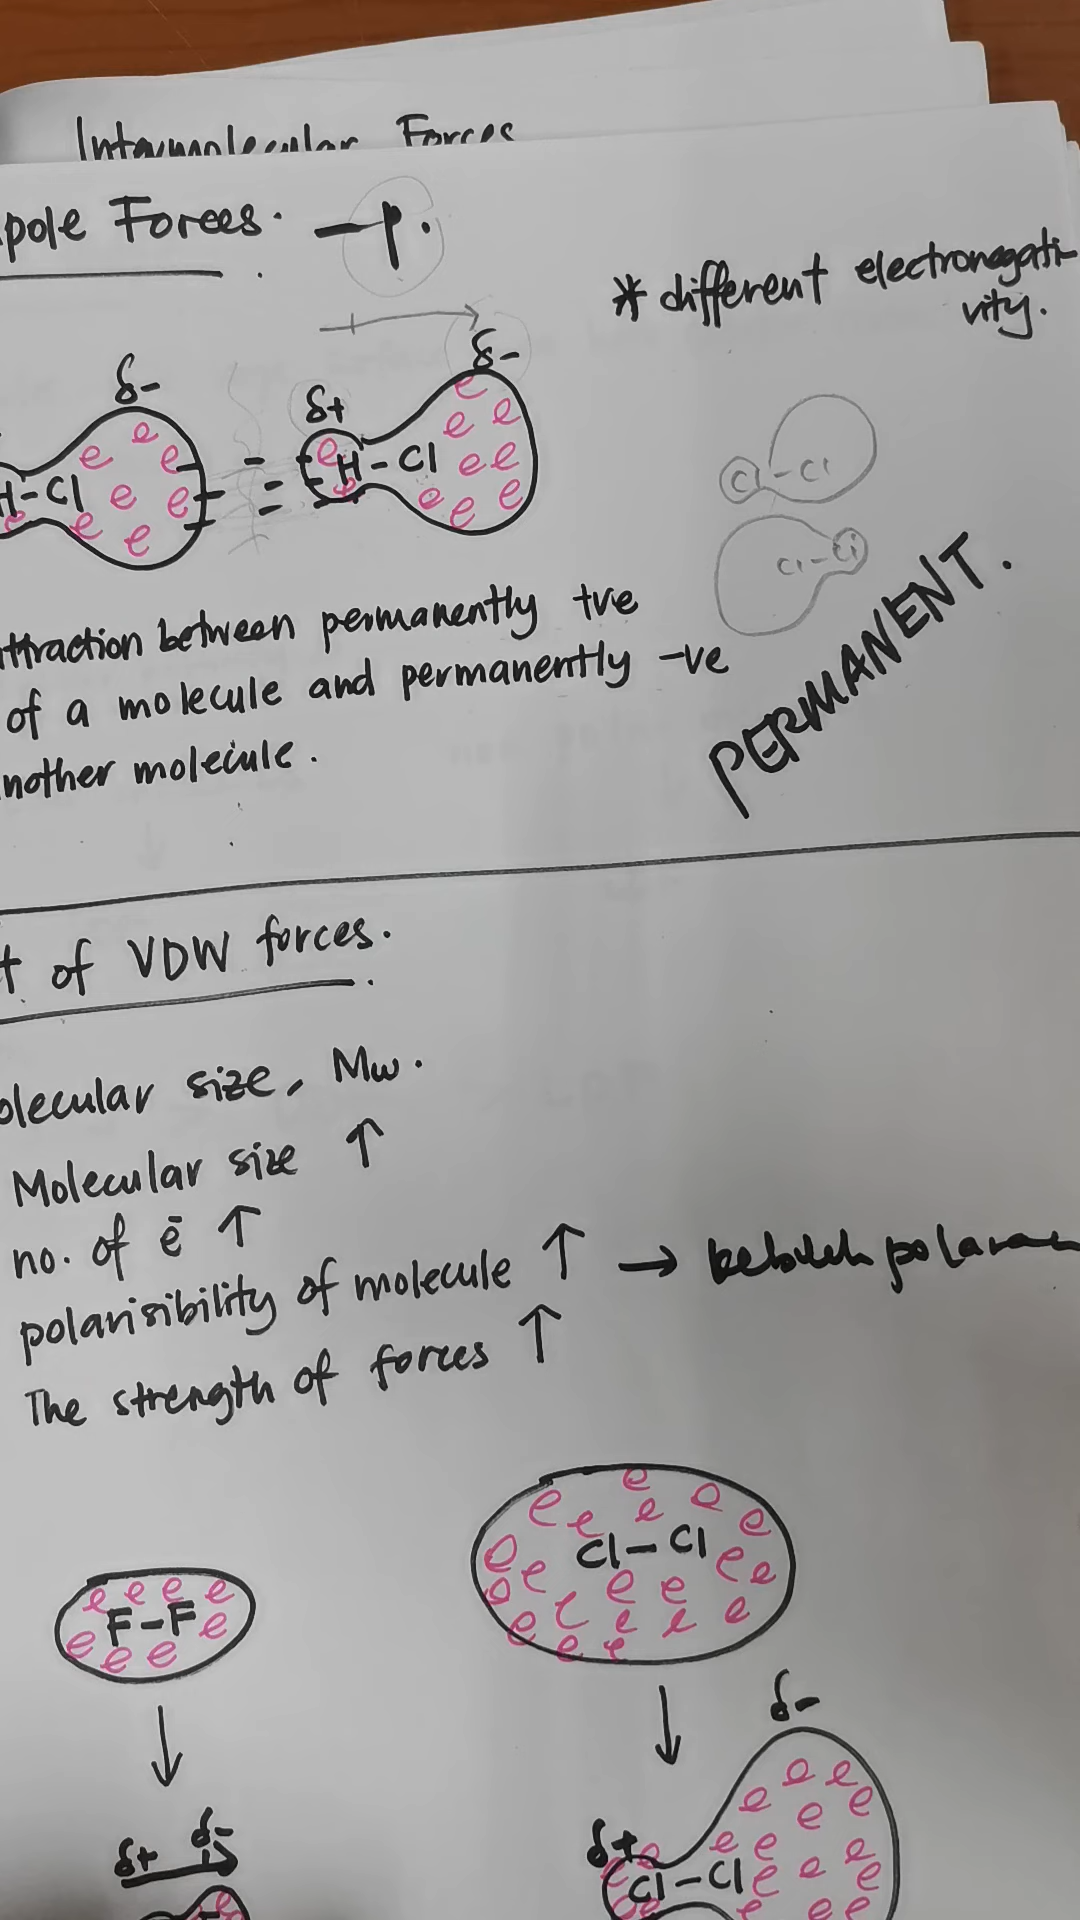 Intermolecular Forces
pole Forces. – p.
* different electronegati-
vity.
δ-
δ+
δ-
H-Cl
H-Cl
Cl-Cl
Cl-Cl
ttraction between permanently +ve
of a molecule and permanently -ve
nother molecule.
PERMANENT.
t of VDW forces.
olecular size, Mw.
Molecular size ↑
no. of ē ↑
polarisibility of molecule ↑ →
The strength of forces ↑
F-F
Cl-Cl
δ+ δ-
δ+
δ-
Cl-Cl